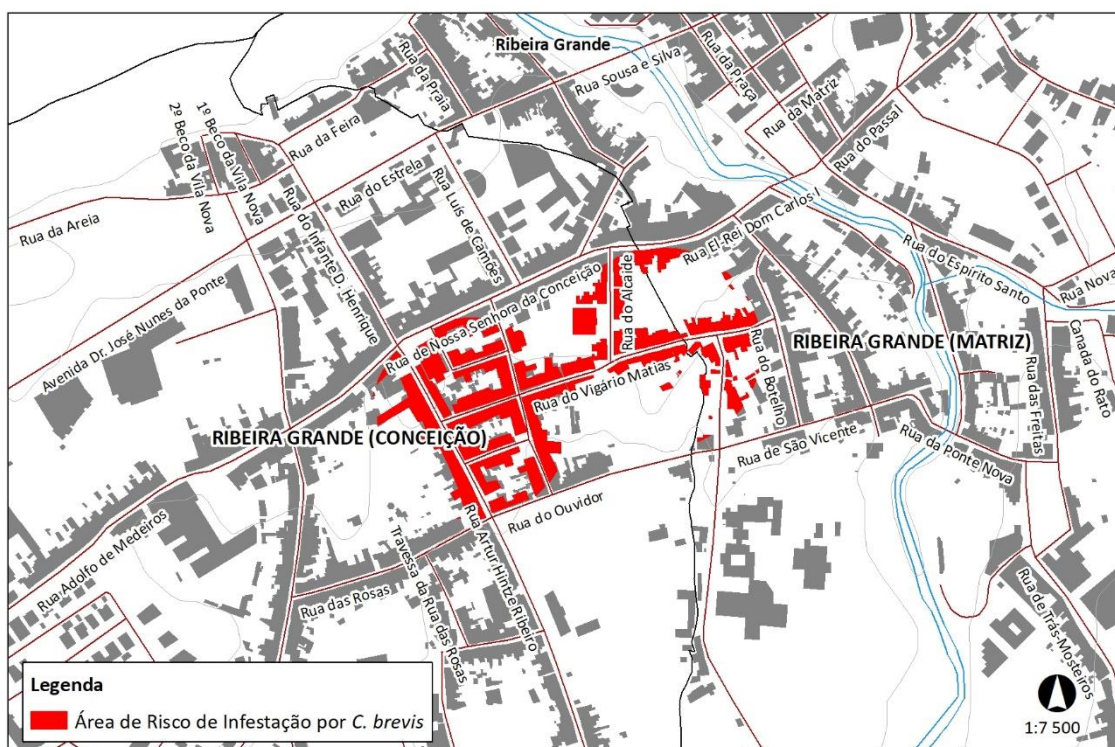 Ribeira Grande
Rua da Praia
Rua Sousa e Silva
Rua da Praça
Rua da Matriz
Rua do Passal
2º Beco da Vila Nova
1º Beco da Vila Nova
Rua da Feira
Rua do Estrela
Rua Luís de Camões
Rua da Areia
Rua do Infante D. Henrique
Rua El-Rei Dom Carlos I
Rua do Espírito Santo
Rua Nova
Avenida Dr. José Nunes da Ponte
Rua de Nossa Senhora da Conceição
Rua do Alcaide
RIBEIRA GRANDE (MATRIZ)
Canada do Rato
Rua das Freitas
Rua do Botelho
Rua do Vigário Matias
RIBEIRA GRANDE (CONCEIÇÃO)
Rua de São Vicente
Rua da Ponte Nova
Rua do Ouvidor
Rua Adolfo de Medeiros
Rua das Rosas
Travessa da Rua das Rosas
Rua Artur Hintze Ribeiro
Rua de Trás-Mosteiros
Legenda
Área de Risco de Infestação por C. brevis
1:7 500